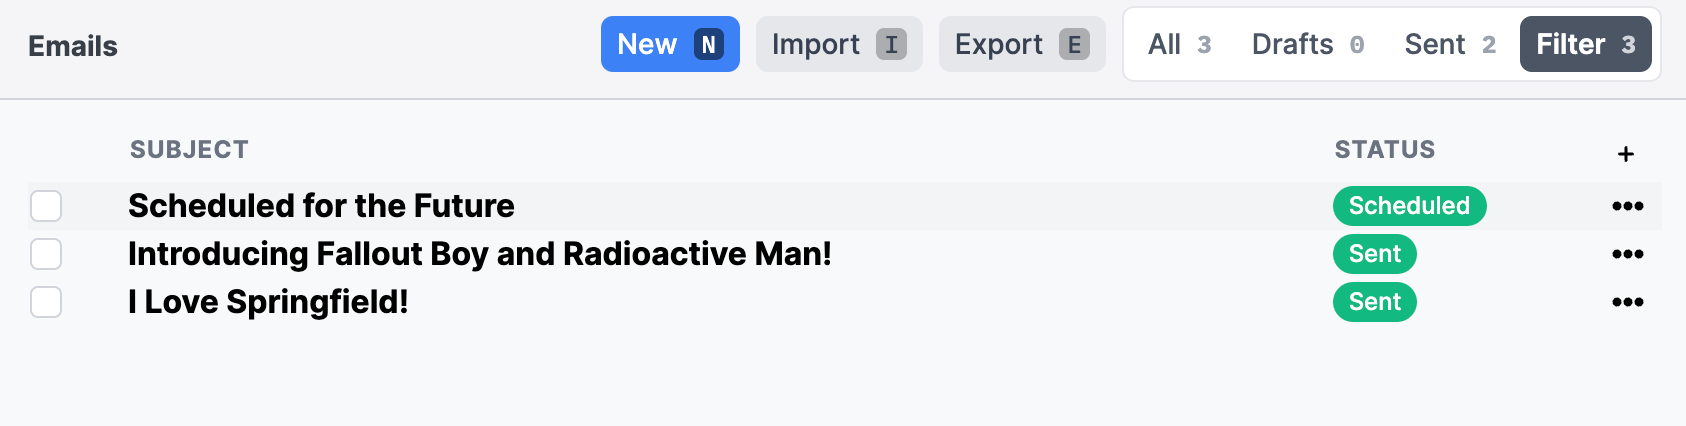 Emails New N Import I Export E All 3 Drafts 0 Sent 2 Filter 3
SUBJECT STATUS +
Scheduled for the Future Scheduled •••
Introducing Fallout Boy and Radioactive Man! Sent •••
I Love Springfield! Sent •••